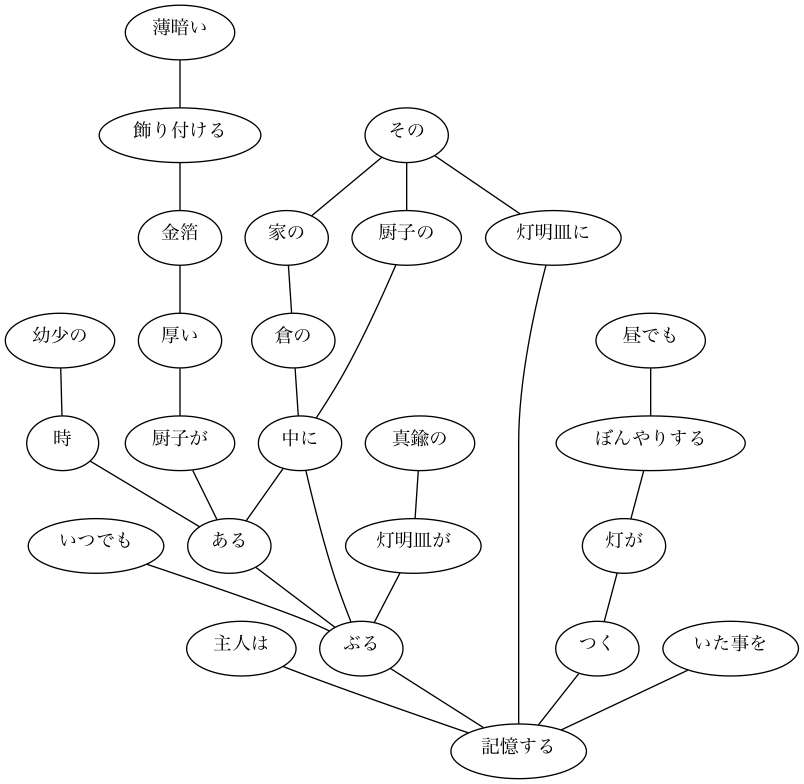 薄暗い
飾り付ける
その
金箔
家の
厨子の
灯明皿に
幼少の
厚い
倉の
昼でも
時
厨子が
中に
真鍮の
ぼんやりする
いつでも
ある
灯明皿が
灯が
主人は
ぶる
つく
いた事を
記憶する